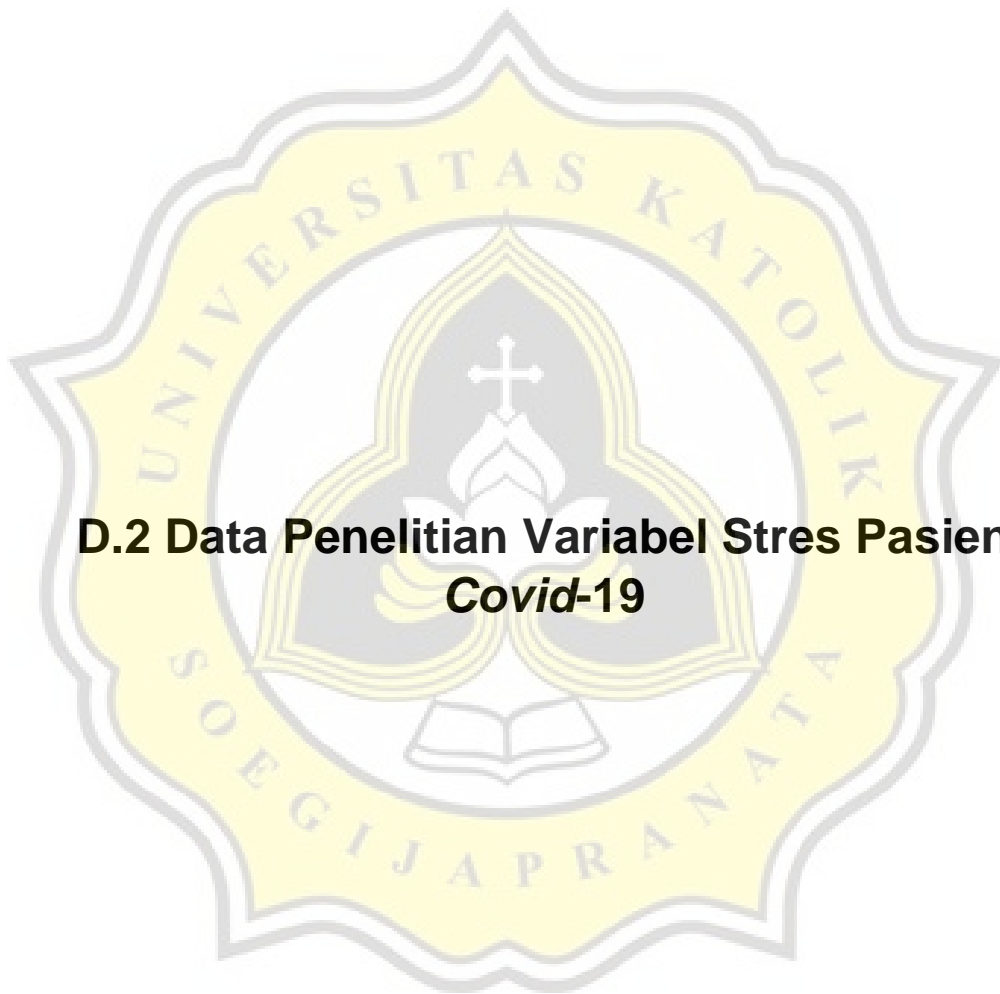 UNIVERSITAS KATOLIK
D.2 Data Penelitian Variabel Stres Pasien
Covid-19
SOEGIJAPRANATA